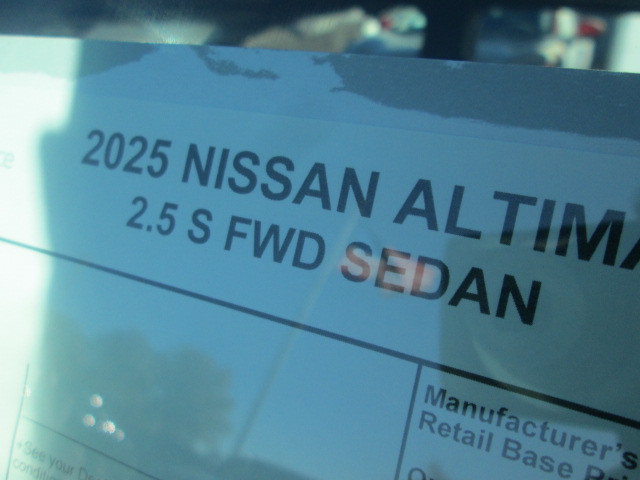 2025 NISSAN ALTIMA
2.5 S FWD SEDAN
Manufacturer's
Retail Base
+See your